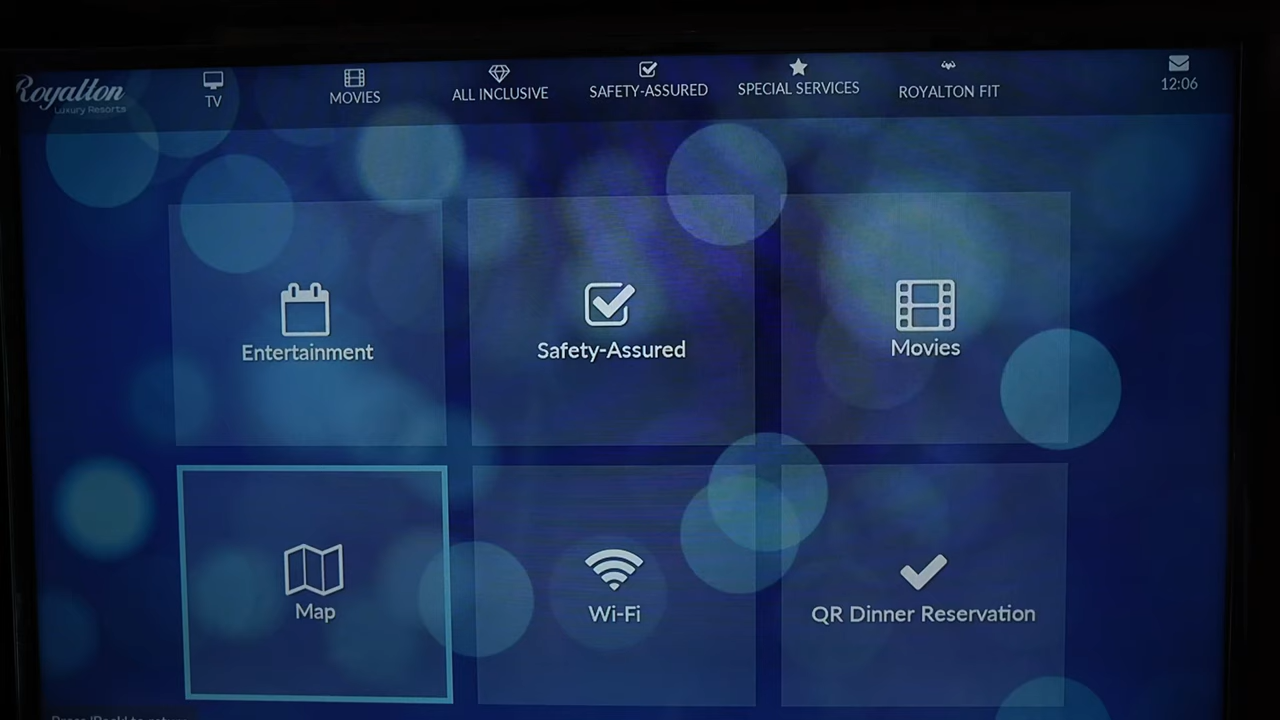 Royalton
Luxury Resorts
TV
MOVIES
ALL INCLUSIVE
SAFETY-ASSURED
SPECIAL SERVICES
ROYALTON FIT
12:06
Entertainment
Safety-Assured
Movies
Map
Wi-Fi
QR Dinner Reservation